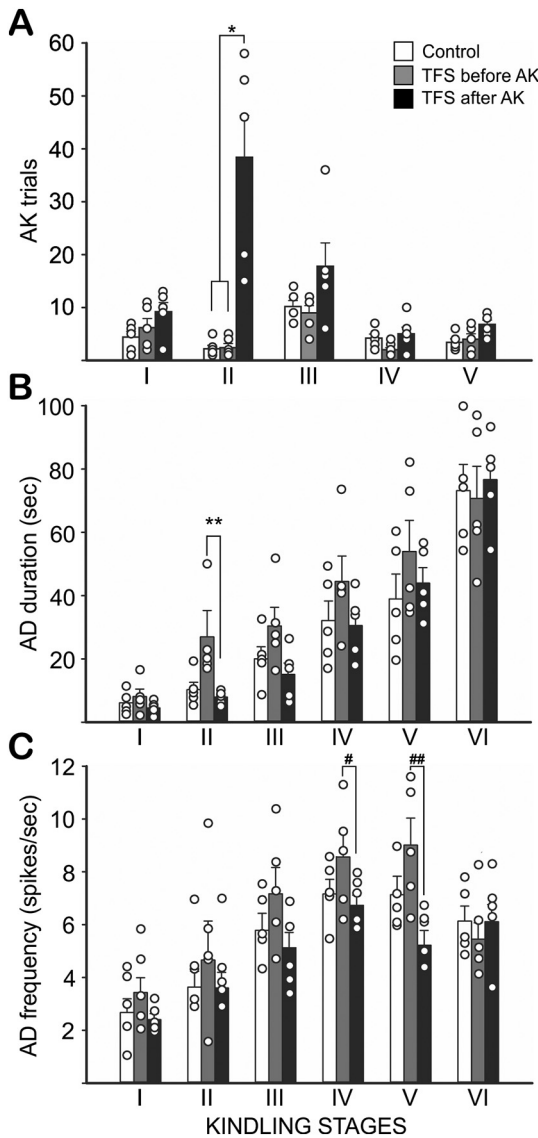 A
60
50
40
30
20
10
AK trials
*
Control
TFS before AK
TFS after AK
I II III IV V
B
100
80
60
40
20
AD duration (sec)
**
I II III IV V VI
C
12
10
8
6
4
2
AD frequency (spikes/sec)
# ##
I II III IV V VI
KINDLING STAGES